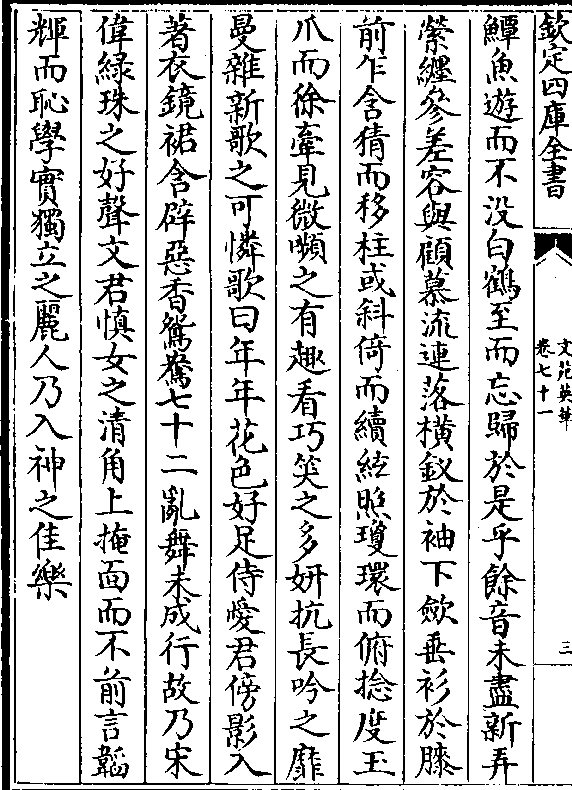 欽定四庫全書
文苑英華
卷七十一
三
鱏魚遊而不没白鶴至而忘歸於是乎餘音未盡新弄
縈纏參差容與顧慕流連落橫釵於袖下歛垂衫於膝
前乍含猜而移柱或斜倚而續絃照瓊環而俯捻度玉
爪而徐牽見微嚬之有趣看巧笑之多妍抗長吟之靡
曼雜新歌之可憐歌曰年年花色好足侍愛君傍影入
著衣鏡裙含辟惡香鴛鴦七十二亂舞未成行故乃宋
偉緑珠之好聲文君慎女之清角上掩面而不前言韜
輝而恥學實獨立之麗人乃入神之佳樂